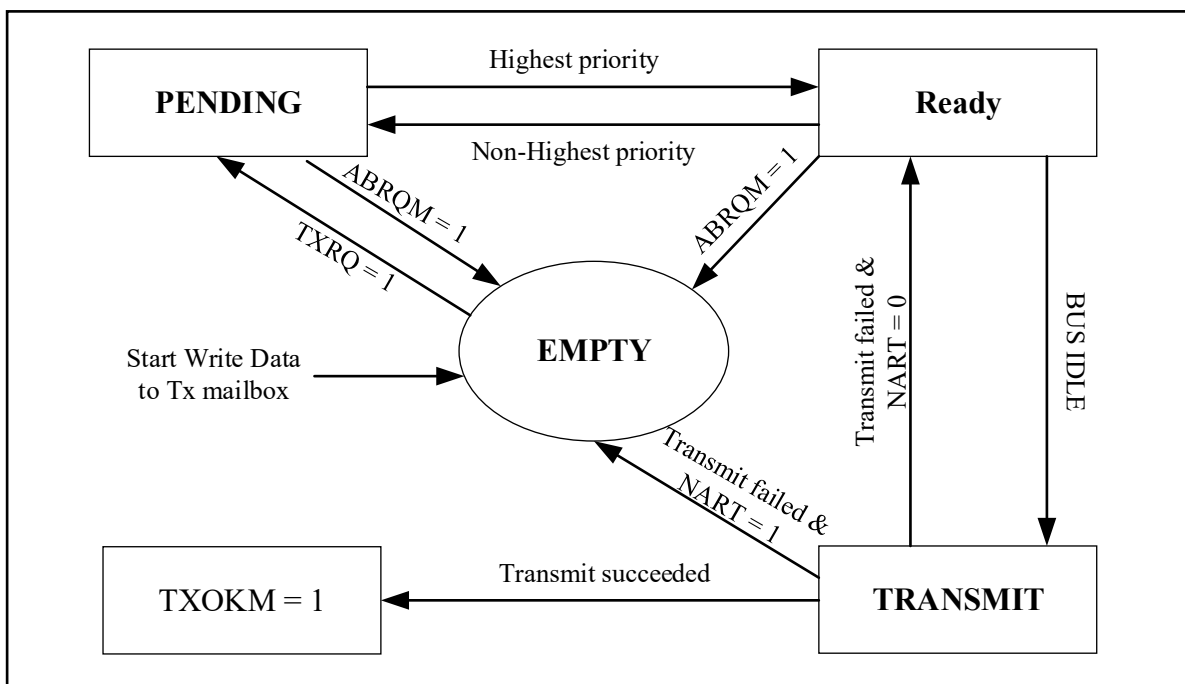 PENDING
Highest priority
Ready
Non-Highest priority
ABRQM = 1
TXRQ = 1
ABRQM = 1
Transmit failed &
NART = 0
BUS IDLE
EMPTY
Start Write Data
to Tx mailbox
Transmit failed &
NART = 1
TXOKM = 1
Transmit succeeded
TRANSMIT